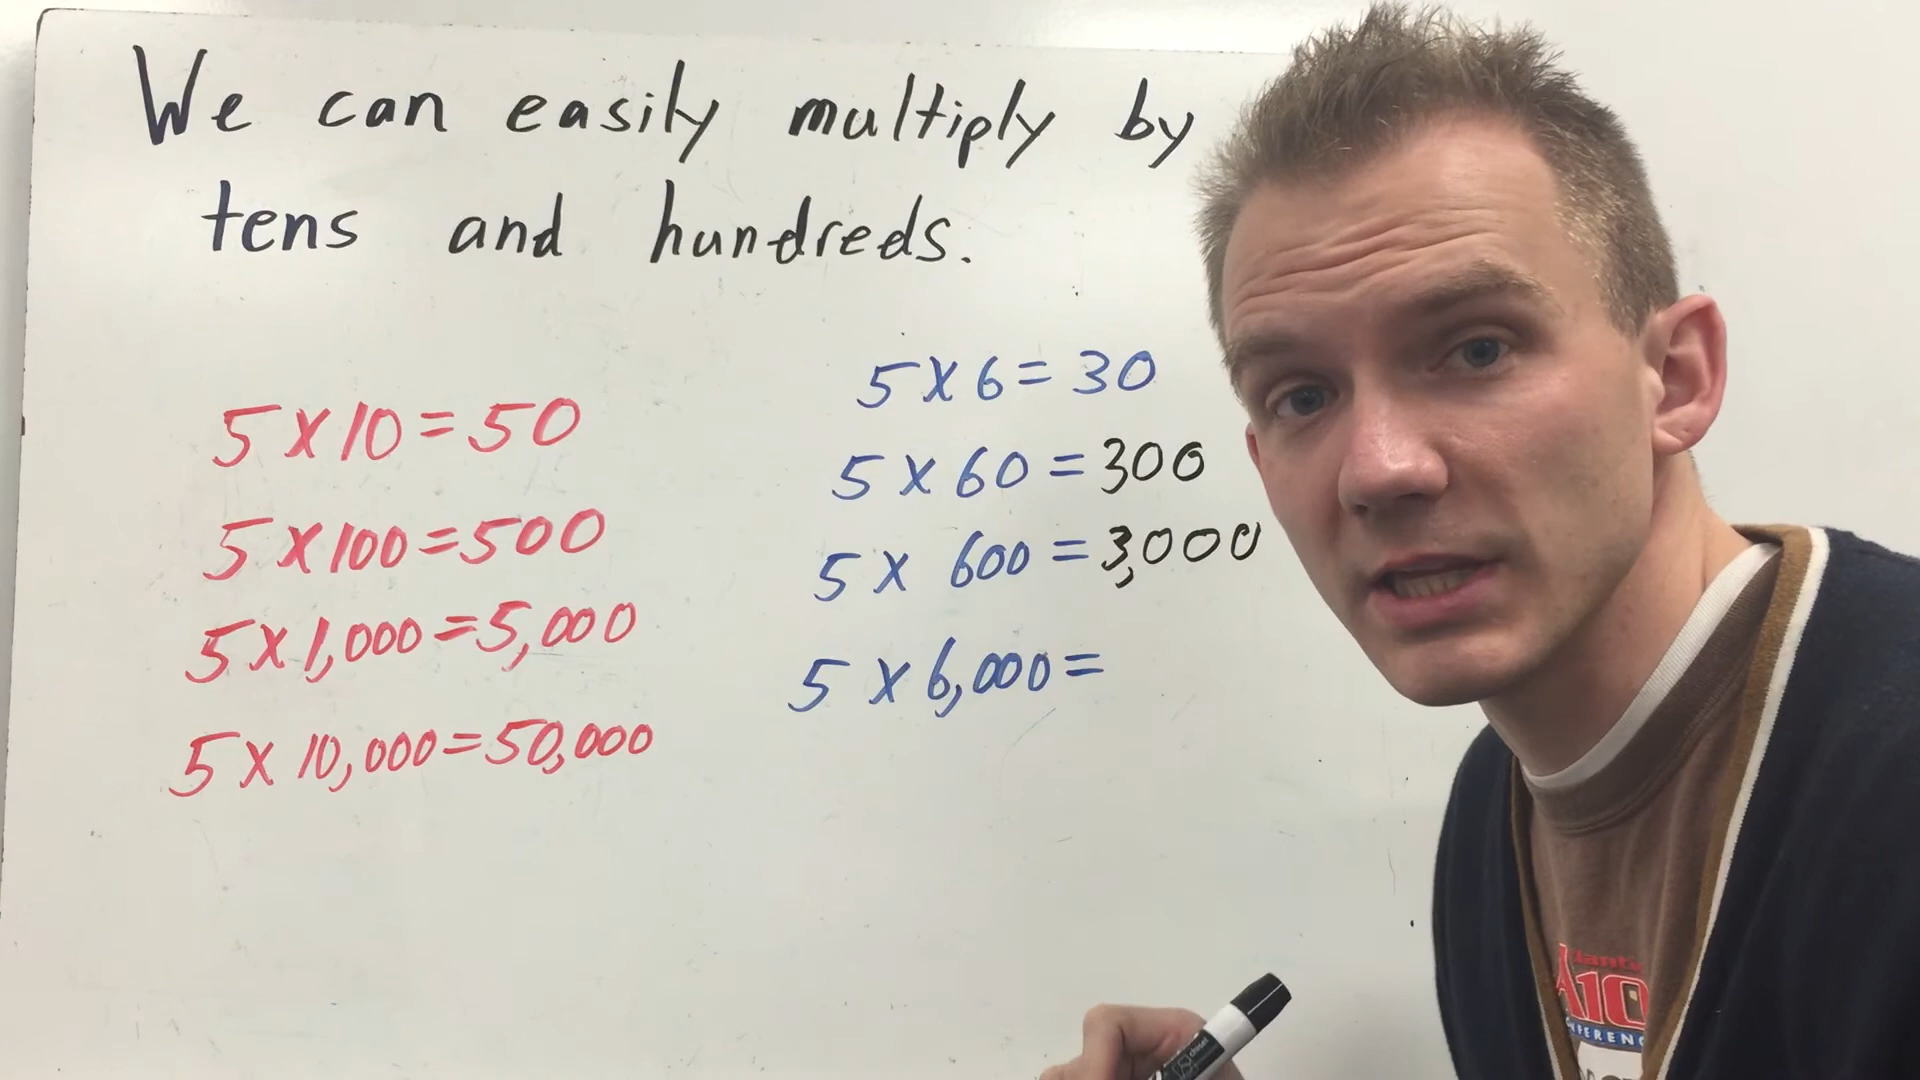 We can easily multiply by
tens and hundreds.
5 x 10 = 50
5 x 100 = 500
5 x 1,000 = 5,000
5 x 10,000 = 50,000
5 x 6 = 30
5 x 60 = 300
5 x 600 = 3,000
5 x 6,000 =
A10